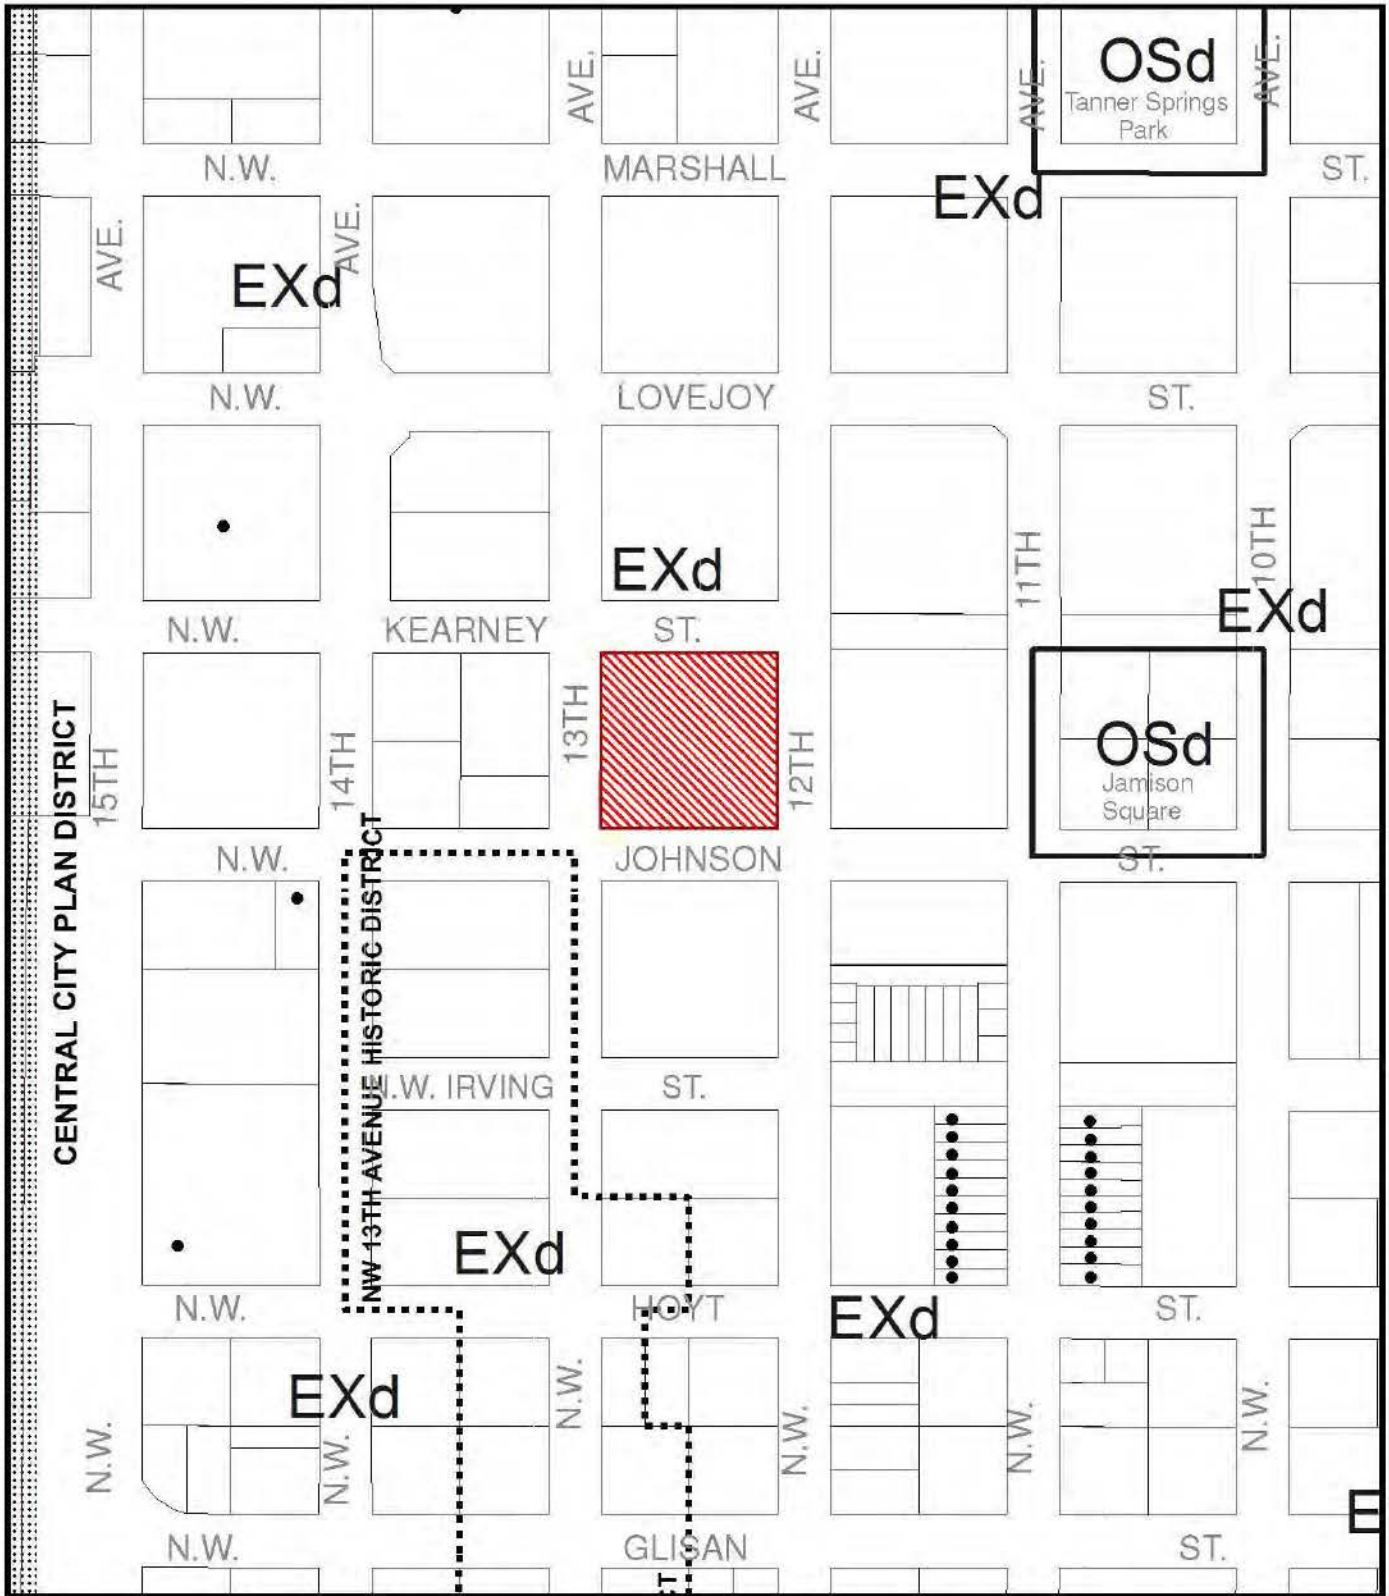 OSd
Tanner Springs
Park
AVE.
AVE.
AVE.
AVE.
N.W. MARSHALL ST.
EXd
AVE.
AVE.
EXd
N.W. LOVEJOY ST.
EXd
11TH
10TH
EXd
N.W. KEARNEY ST.
CENTRAL CITY PLAN DISTRICT
15TH
14TH
13TH
12TH
OSd
Jamison
Square
N.W. JOHNSON ST.
NW 13TH AVENUE HISTORIC DISTRICT
N.W. IRVING ST.
EXd
N.W. HOYT ST.
EXd
EXd
N.W.
N.W.
N.W.
N.W.
N.W.
N.W.
E
N.W. GLISAN ST.
ST